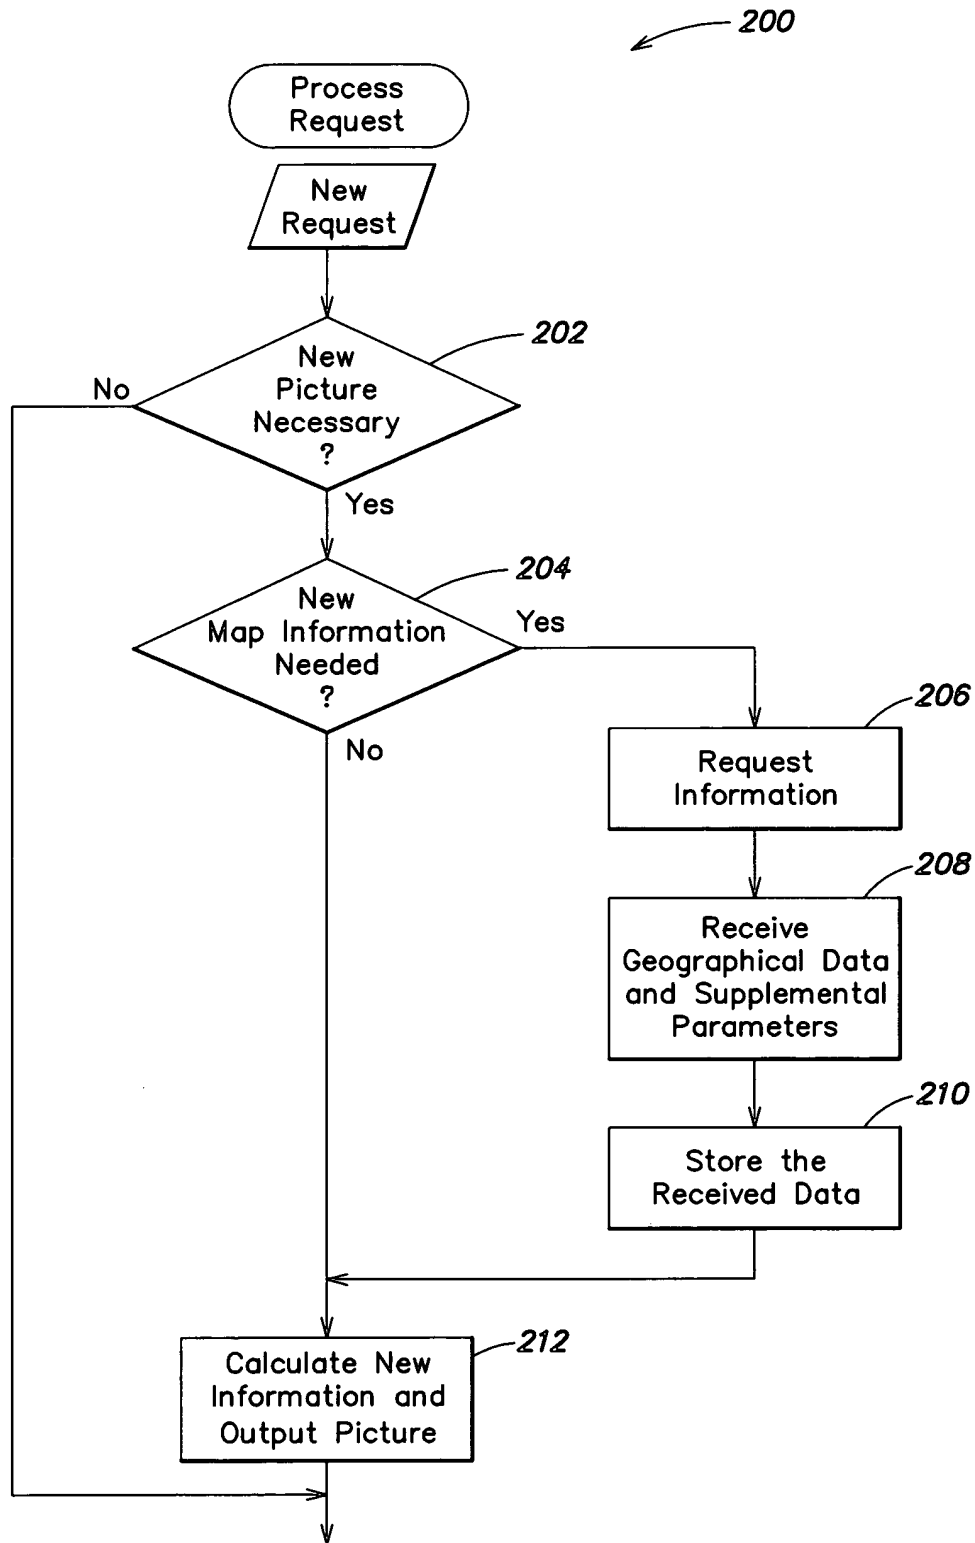 200
Process
Request
New
Request
202
New
Picture
Necessary
?
No
Yes
204
New
Map Information
Needed
?
Yes
No
206
Request
Information
208
Receive
Geographical Data
and Supplemental
Parameters
210
Store the
Received Data
212
Calculate New
Information and
Output Picture